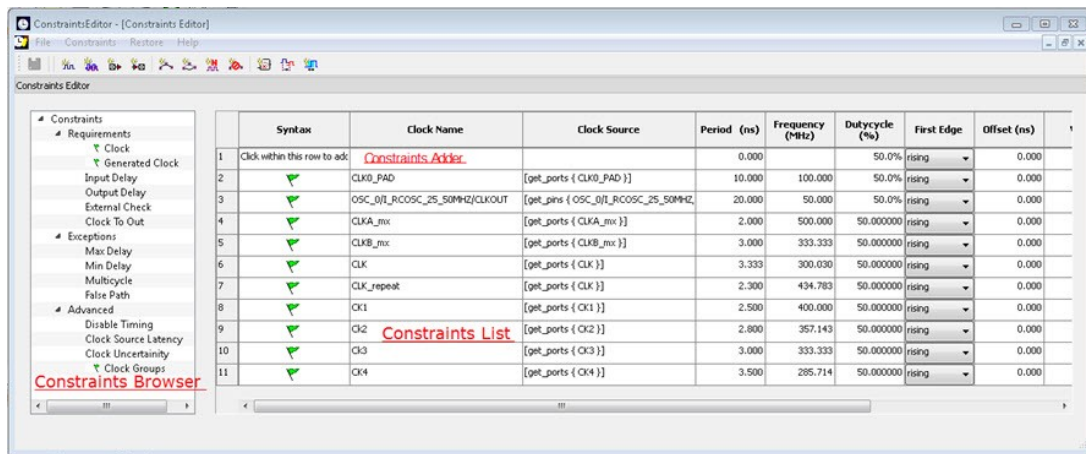 ConstraintsEditor - [Constraints Editor]
File Constraints Restore Help
Constraints Editor
Constraints
Requirements
Clock
Generated Clock
Input Delay
Output Delay
External Check
Clock To Out
Exceptions
Max Delay
Min Delay
Multicycle
False Path
Advanced
Disable Timing
Clock Source Latency
Clock Uncertainity
Clock Groups
Constraints Browser
Syntax Clock Name Clock Source Period (ns) Frequency (MHz) Dutycycle (%) First Edge Offset (ns)
1 Click within this row to add Constraints Adder 0.000 50.0% rising 0.000
2 CLK0_PAD [get_ports { CLK0_PAD }] 10.000 100.000 50.0% rising 0.000
3 OSC_0/I_RCOSC_25_50MHZ/CLKOUT [get_pins { OSC_0/I_RCOSC_25_50MHZ, 20.000 50.000 50.0% rising 0.000
4 CLKA_mx [get_ports { CLKA_mx }] 2.000 500.000 50.000000 rising 0.000
5 CLKB_mx [get_ports { CLKB_mx }] 3.000 333.333 50.000000 rising 0.000
6 CLK [get_ports { CLK }] 3.333 300.030 50.000000 rising 0.000
7 CLK_repeat [get_ports { CLK }] 2.300 434.783 50.000000 rising 0.000
8 CK1 [get_ports { CK1 }] 2.500 400.000 50.000000 rising 0.000
9 Ck2 Constraints List [get_ports { CK2 }] 2.800 357.143 50.000000 rising 0.000
10 Ck3 [get_ports { CK3 }] 3.000 333.333 50.000000 rising 0.000
11 CK4 [get_ports { CK4 }] 3.500 285.714 50.000000 rising 0.000